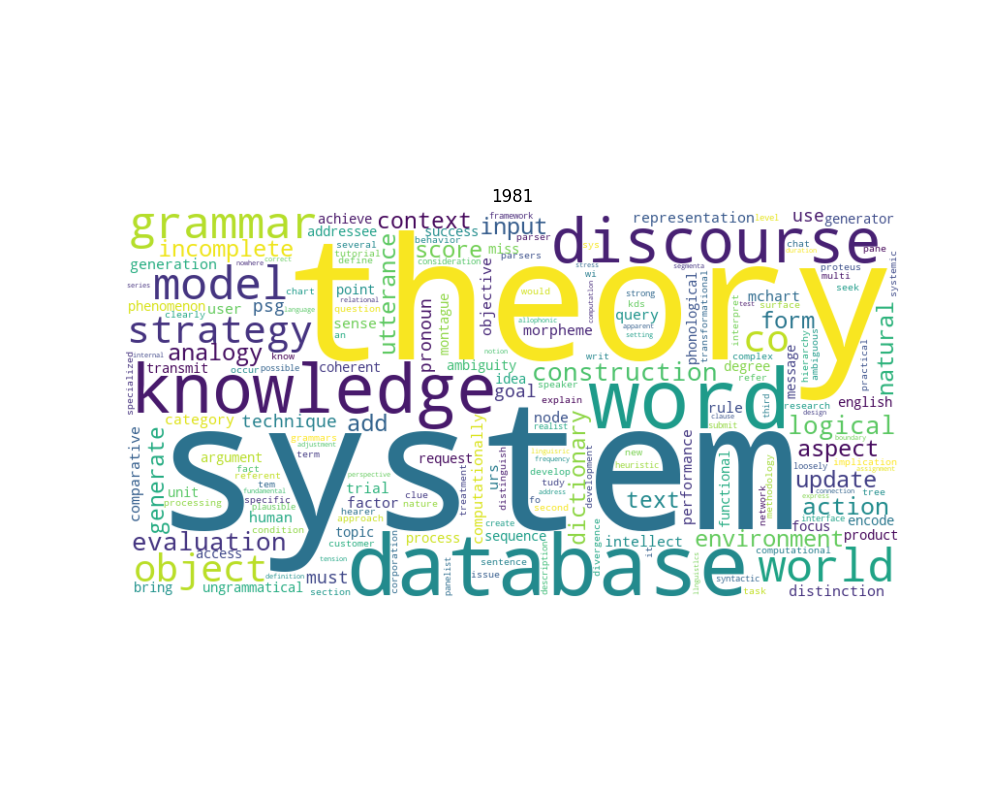 1981
grammar
achieve
context
input
framework
discourse
representation
level
use
generator
addressee
success
behavior
parser
incomplete
several
tutorial
define
score
miss
parsers
sys
chat
pane
nowhere
correct
consideration
generation
theory
stress
wi
segmenta
proteus
multi
systemic
model
series
chart
point
relational
utterance
objective
would
computation
strong
kds
query
phonological
transformational
mchart
surface
seek
phenomenon
user
psg
question
language
clearly
an
pronoun
montague
allophonic
apparent
setting
morpheme
test
interpret
form
natural
strategy
sense
notion
writ
co
hierarchy
ambiguous
practical
internal
analogy
know
specialized
transmit
occur
possible
coherent
ambiguity
idea
speaker
construction
complex
degree
refer
message
knowledge
goal
explain
word
third
research
design
english
rule
clause
submit
logical
boundary
category
technique
add
node
realist
dictionary
comparative
generate
grammars
adjustment
argument
term
system
request
computationally
urs
distinguish
linguistic
frequency
heuristic
new
performance
functional
methodology
network
loosely
implication
assignment
aspect
fact
referent
tem
fundamental
plausible
perspective
unit
specific
trial
clue
nature
treatment
develop
tudy
address
development
text
update
connection
tree
express
human
condition
factor
hearer
approach
fo
second
create
action
interface
focus
encode
product
evaluation
access
topic
customer
process
sequence
divergence
intellect
it
environment
computational
object
must
tension
corporation
database
panelist
sentence
issue
description
linguistics
syntactic
task
world
bring
ungrammatical
definition
section
distinction
processing